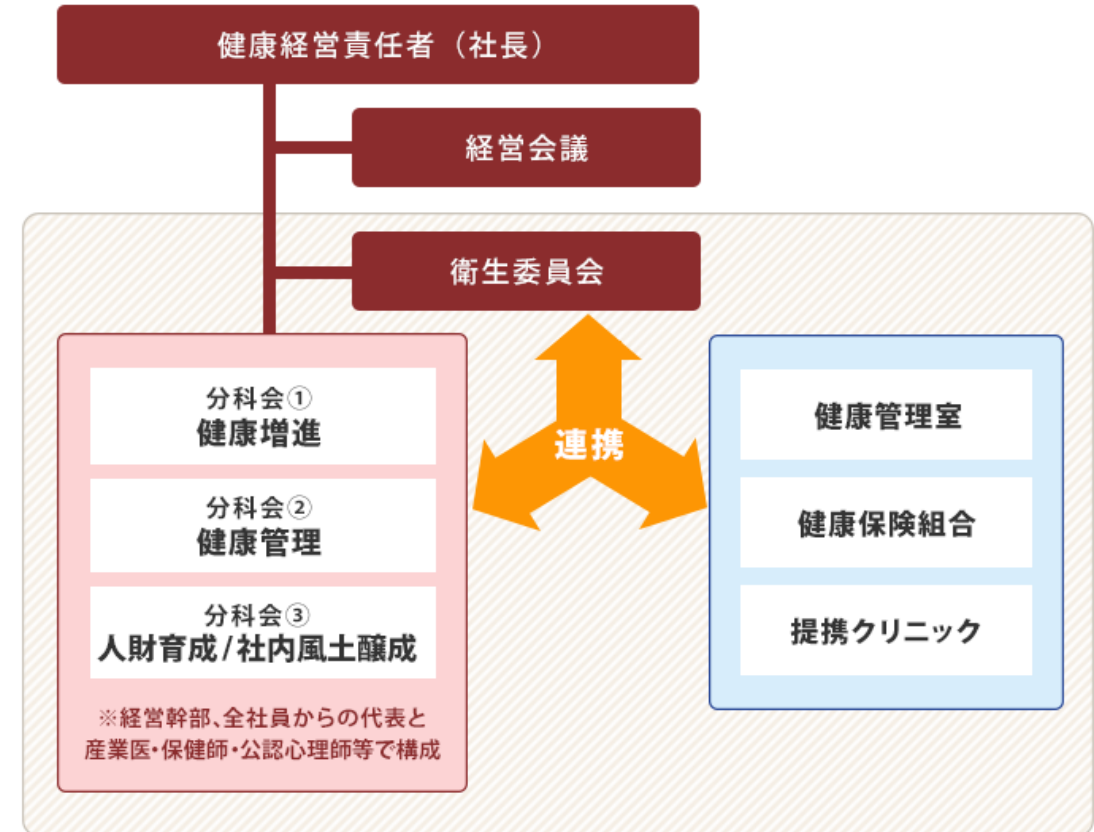 健康経営責任者（社長）
経営会議
衛生委員会
分科会①
健康増進
分科会②
健康管理
分科会③
人財育成/社内風土醸成
※経営幹部、全社員からの代表と
産業医・保健師・公認心理師等で構成
連携
健康管理室
健康保険組合
提携クリニック